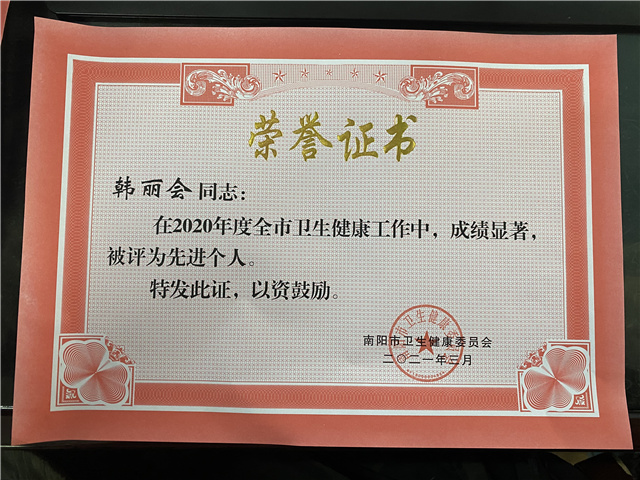 荣誉证书
韩丽会同志：
在2020年度全市卫生健康工作中，成绩显著，
被评为先进个人。
特发此证，以资鼓励。
南阳市卫生健康委员会
二〇二一年三月